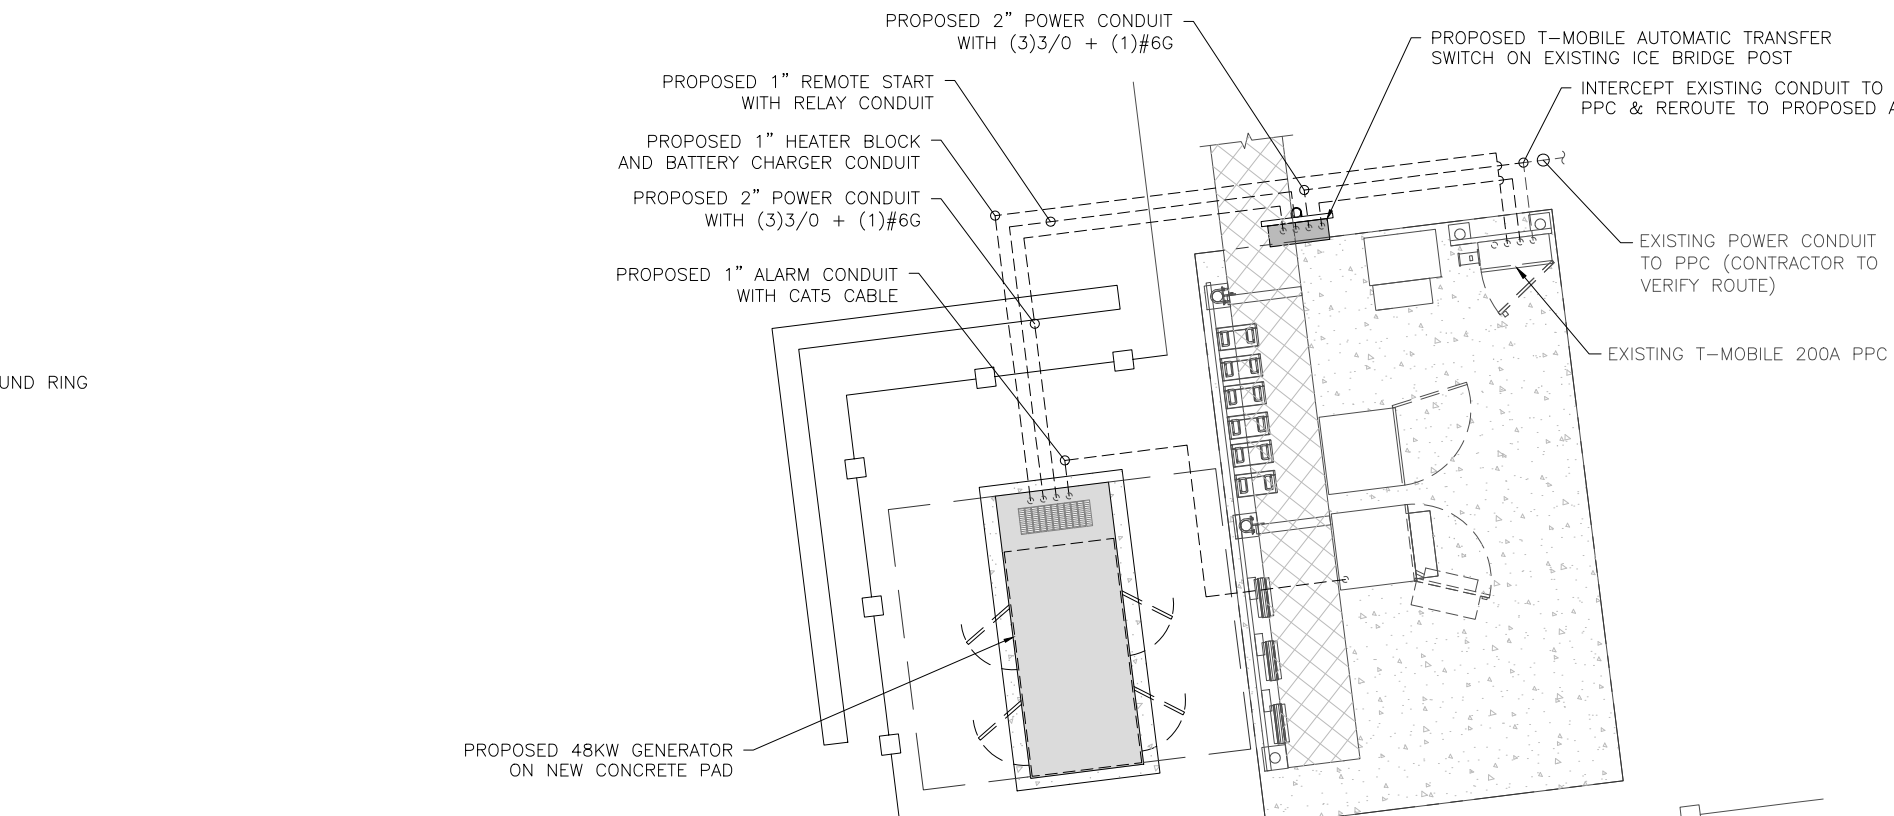 PROPOSED 2” POWER CONDUIT
WITH (3)3/0 + (1)#6G
PROPOSED T-MOBILE AUTOMATIC TRANSFER
SWITCH ON EXISTING ICE BRIDGE POST
PROPOSED 1” REMOTE START
WITH RELAY CONDUIT
INTERCEPT EXISTING CONDUIT TO
PPC & REROUTE TO PROPOSED A
PROPOSED 1” HEATER BLOCK
AND BATTERY CHARGER CONDUIT
PROPOSED 2” POWER CONDUIT
WITH (3)3/0 + (1)#6G
EXISTING POWER CONDUIT
TO PPC (CONTRACTOR TO
VERIFY ROUTE)
PROPOSED 1” ALARM CONDUIT
WITH CAT5 CABLE
EXISTING T-MOBILE 200A PPC
UND RING
PROPOSED 48KW GENERATOR
ON NEW CONCRETE PAD